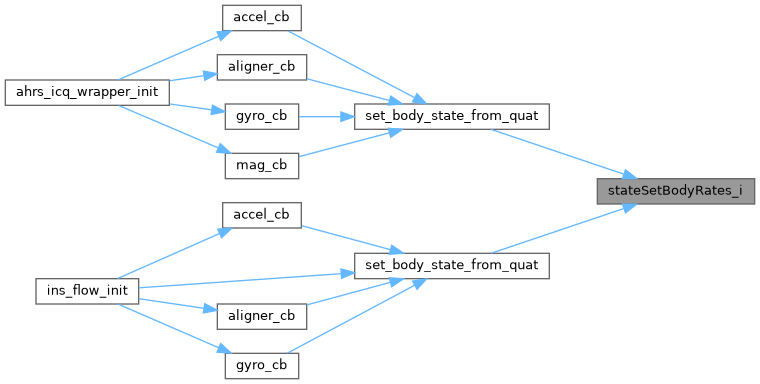 accel_cb
aligner_cb
ahrs_icq_wrapper_init
gyro_cb
set_body_state_from_quat
mag_cb
stateSetBodyRates_i
accel_cb
set_body_state_from_quat
ins_flow_init
aligner_cb
gyro_cb